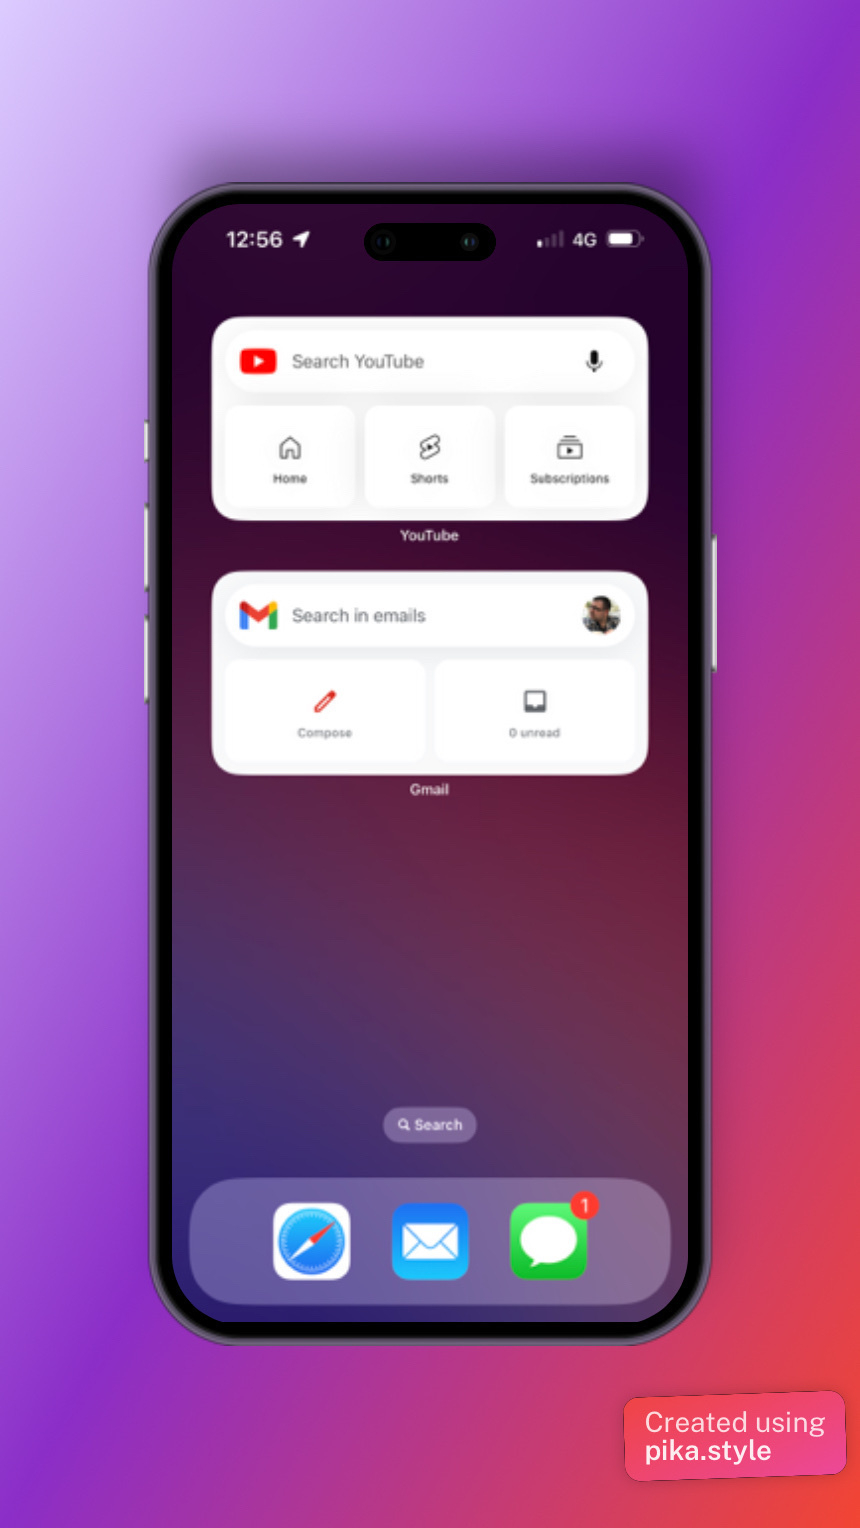 12:56
4G
Search YouTube
Home
Shorts
Subscriptions
YouTube
Search in emails
Compose
0 unread
Gmail
Search
1
Created using
pika.style